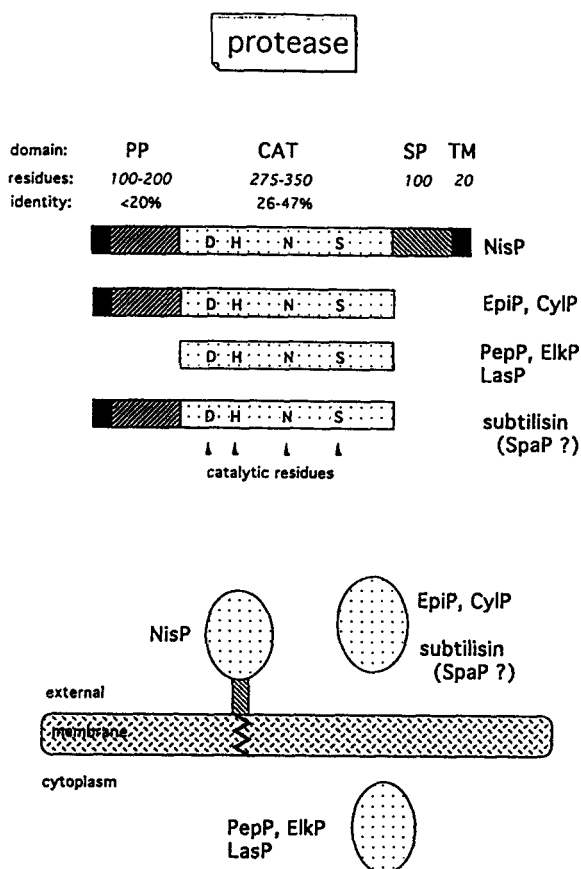 protease
domain: PP CAT SP TM
residues: 100-200 275-350 100 20
identity: <20% 26-47%
D H N S NisP
D H N S EpiP, CylP
D H N S PepP, ElkP
LasP
D H N S subtilisin
(SpaP ?)
catalytic residues
EpiP, CylP
NisP
subtilisin
(SpaP ?)
external
membrane
cytoplasm
PepP, ElkP
LasP